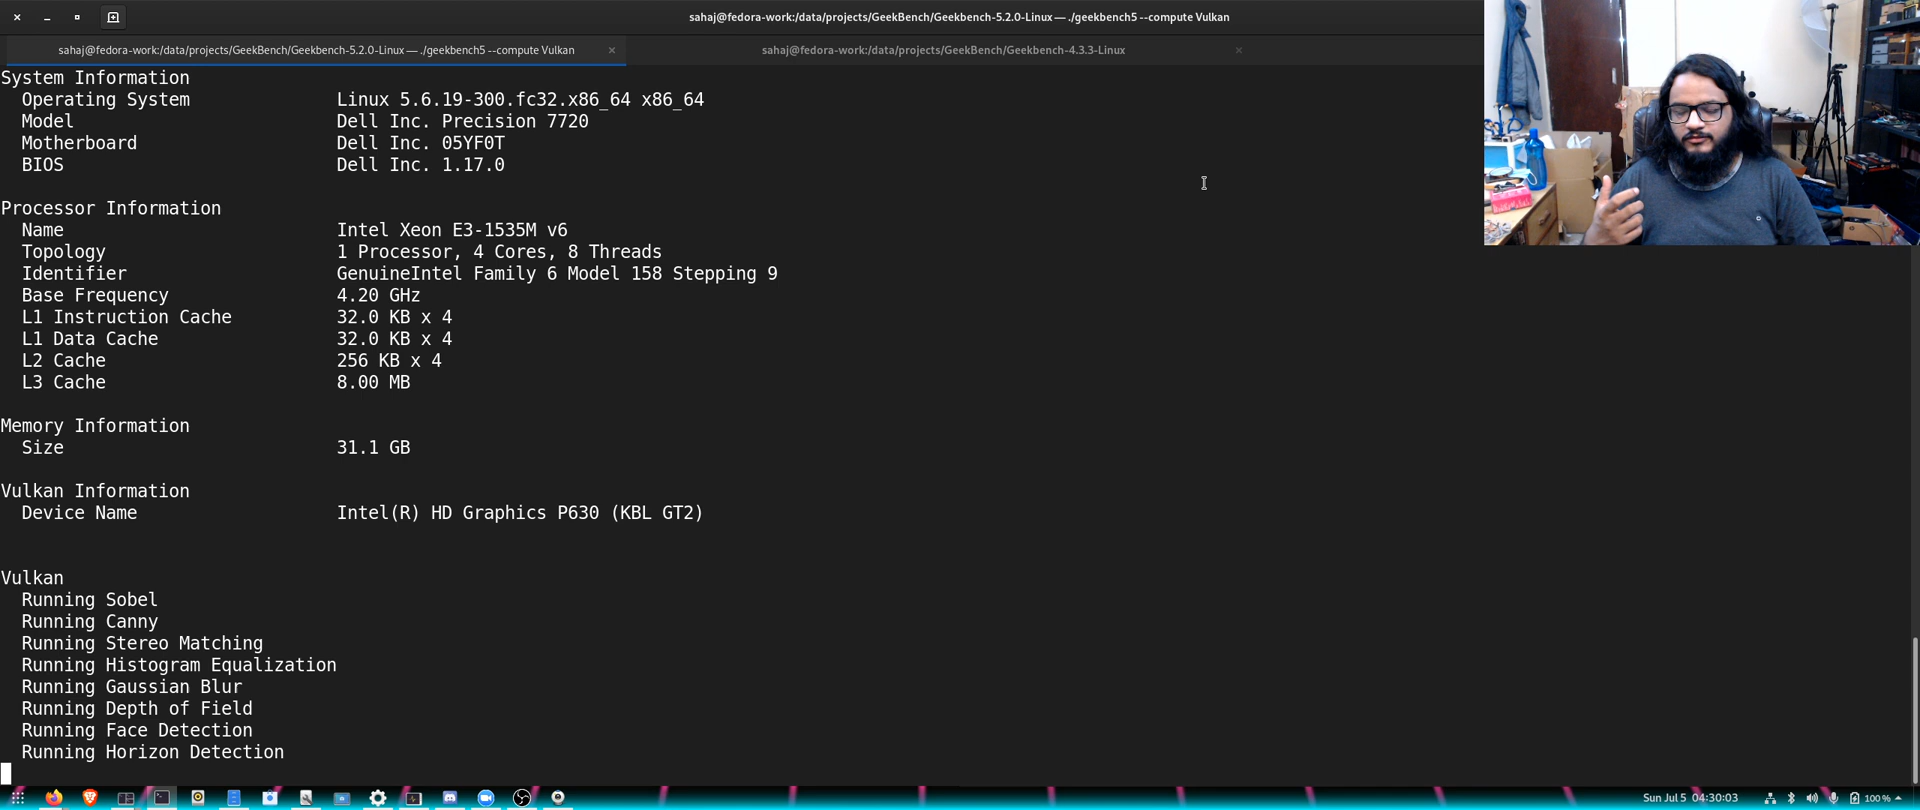 sahaj@fedora-work:/data/projects/GeekBench/Geekbench-5.2.0-Linux — ./geekbench5 --compute Vulkan
sahaj@fedora-work:/data/projects/GeekBench/Geekbench-5.2.0-Linux — ./geekbench5 --compute Vulkan
sahaj@fedora-work:/data/projects/GeekBench/Geekbench-4.3.3-Linux
System Information
Operating System Linux 5.6.19-300.fc32.x86_64 x86_64
Model Dell Inc. Precision 7720
Motherboard Dell Inc. 05YF0T
BIOS Dell Inc. 1.17.0
Processor Information
Name Intel Xeon E3-1535M v6
Topology 1 Processor, 4 Cores, 8 Threads
Identifier GenuineIntel Family 6 Model 158 Stepping 9
Base Frequency 4.20 GHz
L1 Instruction Cache 32.0 KB x 4
L1 Data Cache 32.0 KB x 4
L2 Cache 256 KB x 4
L3 Cache 8.00 MB
Memory Information
Size 31.1 GB
Vulkan Information
Device Name Intel(R) HD Graphics P630 (KBL GT2)
Vulkan
Running Sobel
Running Canny
Running Stereo Matching
Running Histogram Equalization
Running Gaussian Blur
Running Depth of Field
Running Face Detection
Running Horizon Detection
Sun Jul 5 04:30:03
100 %